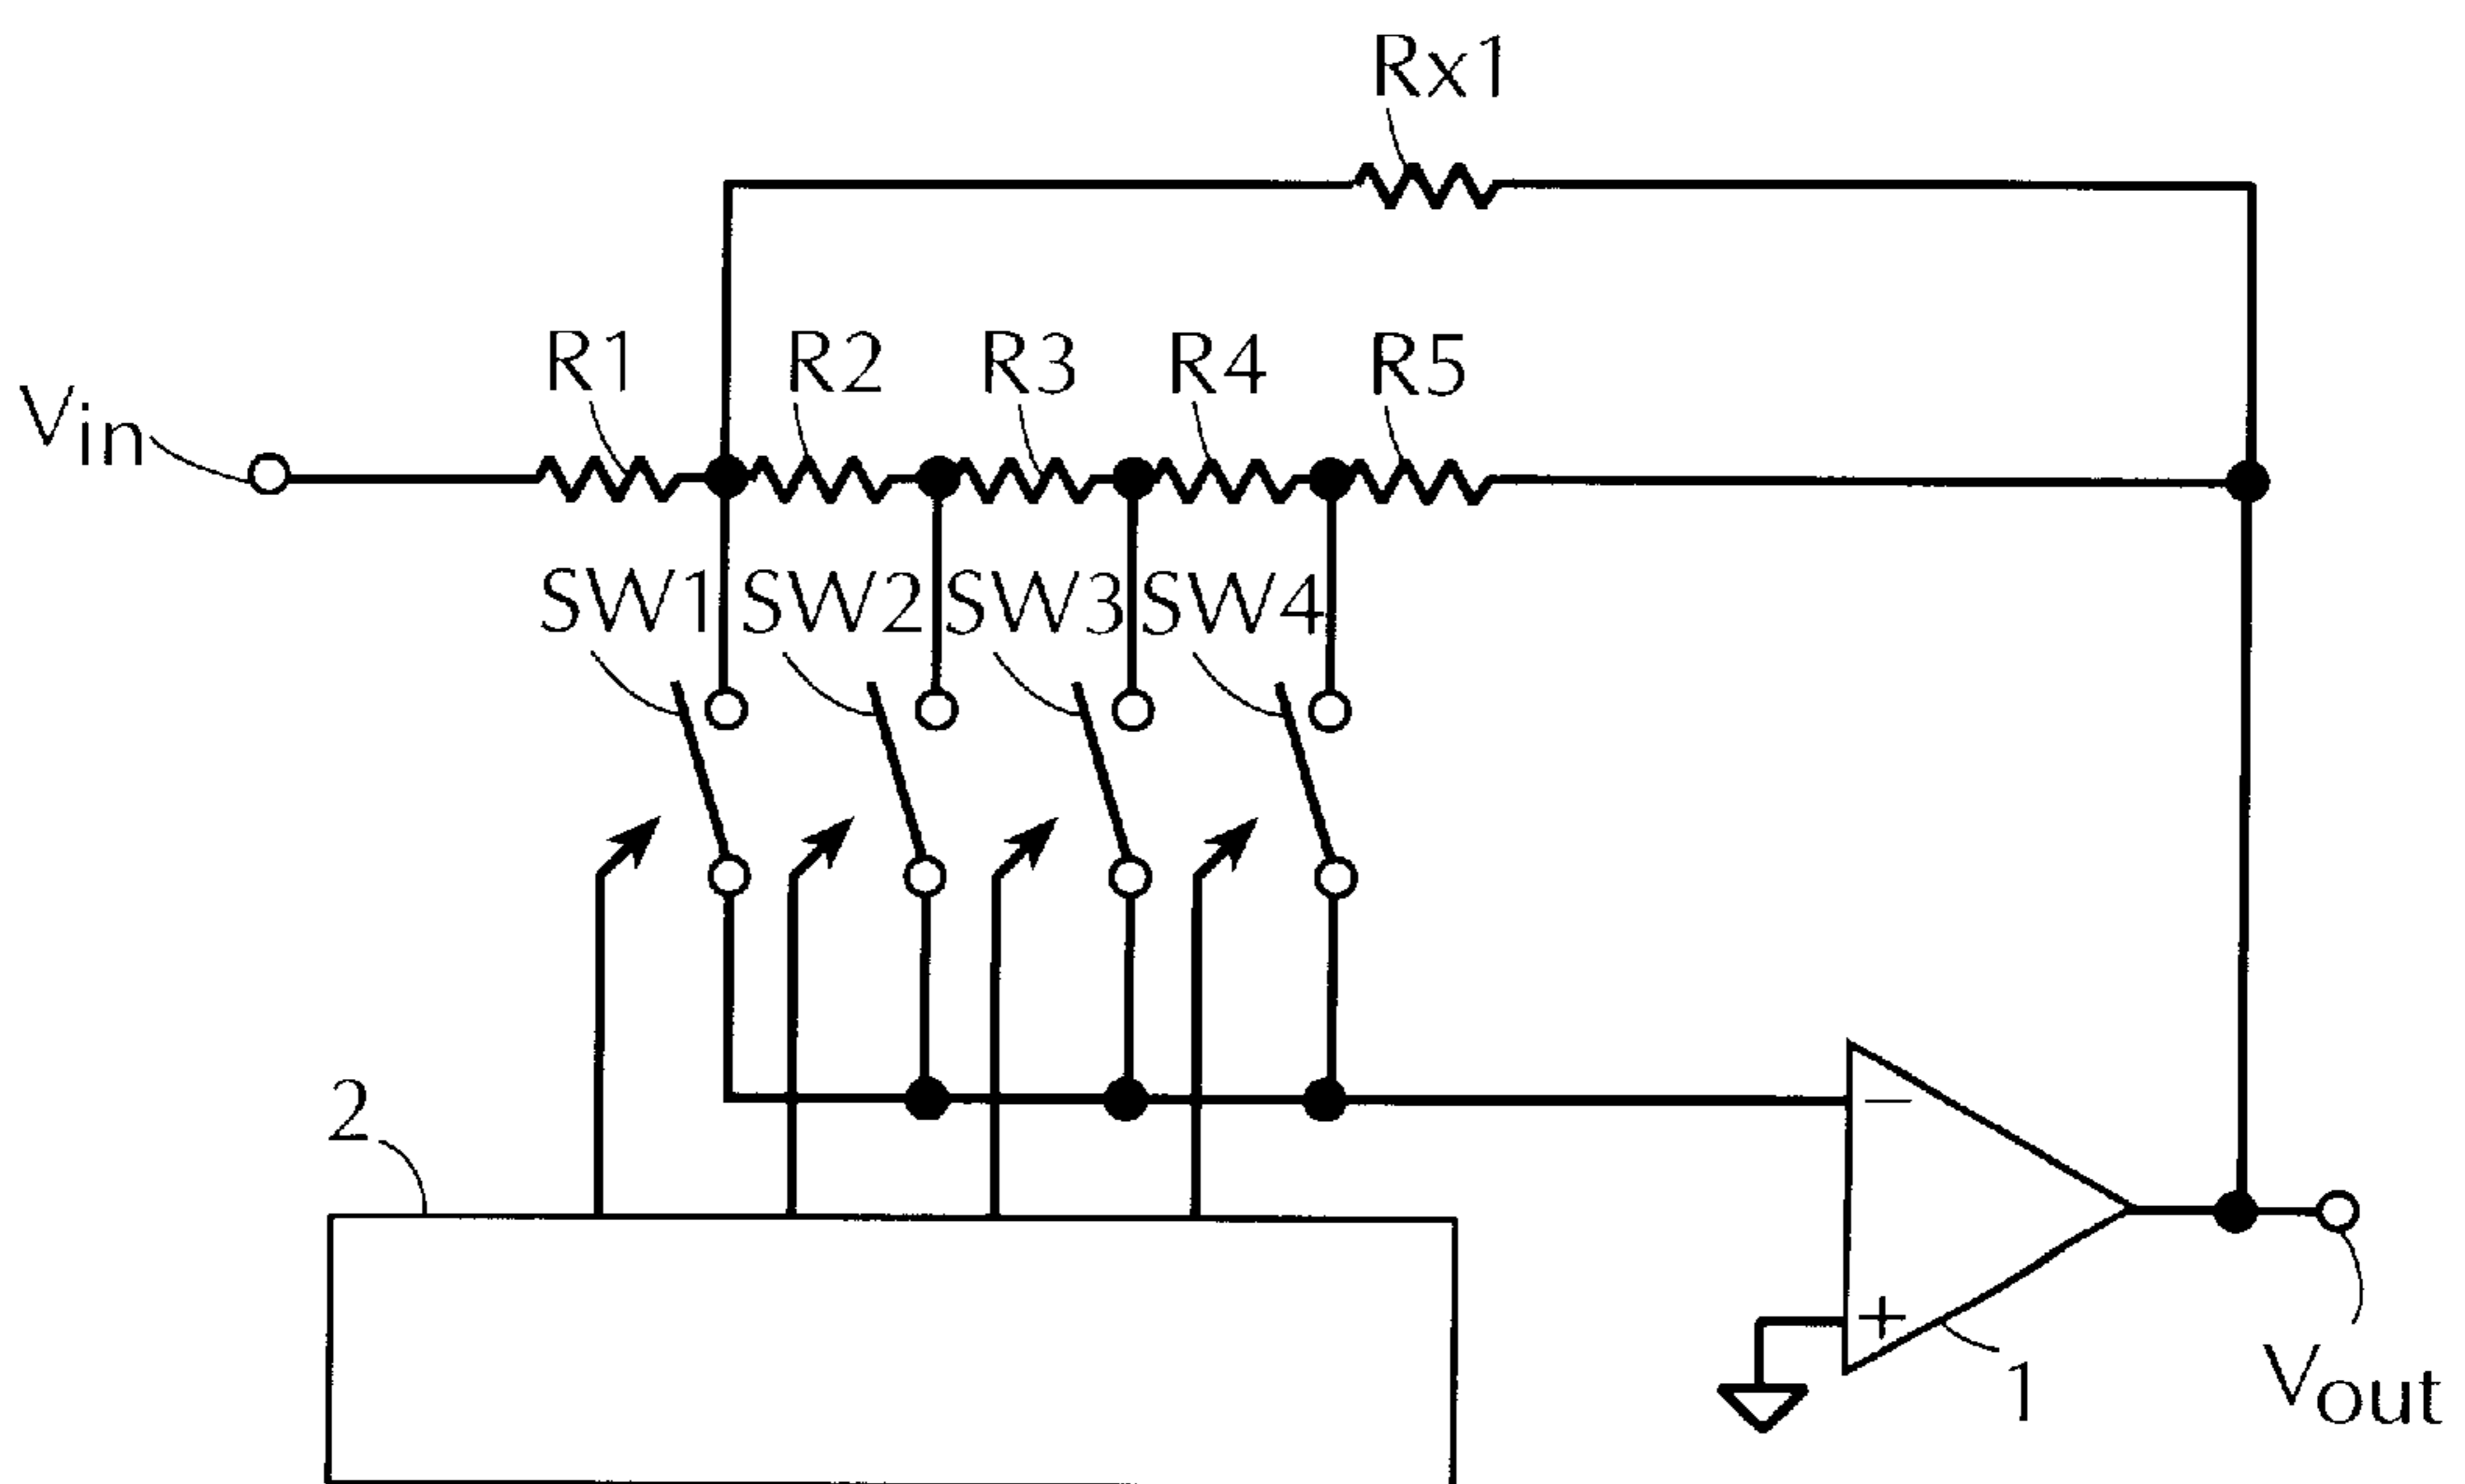 Rx1
R1 R2 R3 R4 R5
Vin
SW1 SW2 SW3 SW4
2
−
+
1
Vout